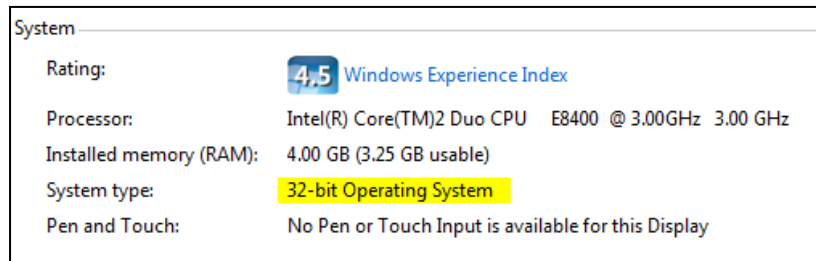 System
Rating: 4.5 Windows Experience Index
Processor: Intel(R) Core(TM)2 Duo CPU E8400 @ 3.00GHz 3.00 GHz
Installed memory (RAM): 4.00 GB (3.25 GB usable)
System type: 32-bit Operating System
Pen and Touch: No Pen or Touch Input is available for this Display